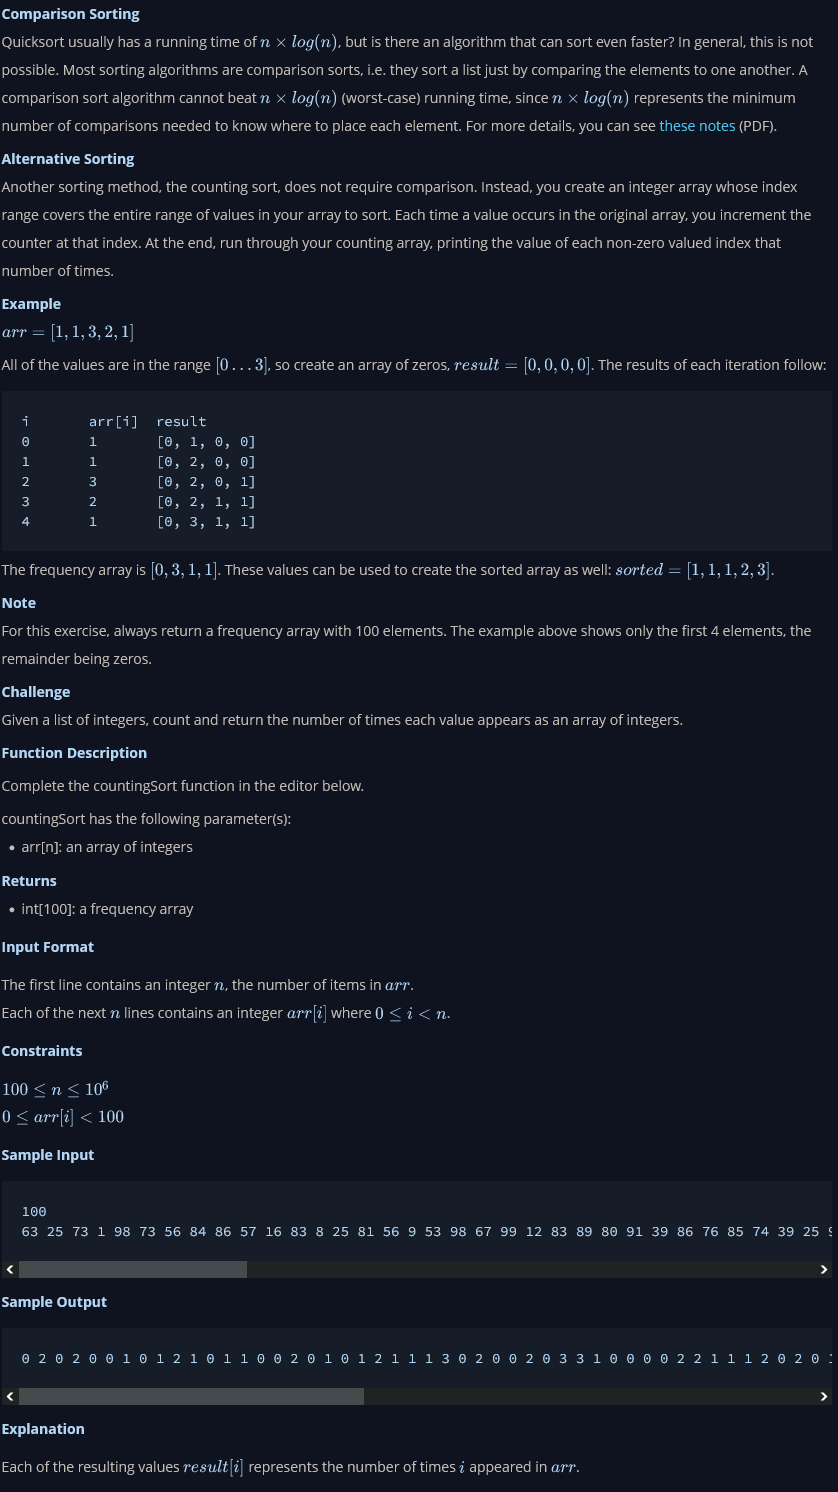 Comparison Sorting
Quicksort usually has a running time of n × log(n), but is there an algorithm that can sort even faster? In general, this is not
possible. Most sorting algorithms are comparison sorts, i.e. they sort a list just by comparing the elements to one another. A
comparison sort algorithm cannot beat n × log(n) (worst-case) running time, since n × log(n) represents the minimum
number of comparisons needed to know where to place each element. For more details, you can see these notes (PDF).
Alternative Sorting
Another sorting method, the counting sort, does not require comparison. Instead, you create an integer array whose index
range covers the entire range of values in your array to sort. Each time a value occurs in the original array, you increment the
counter at that index. At the end, run through your counting array, printing the value of each non-zero valued index that
number of times.
Example
arr = [1, 1, 3, 2, 1]
All of the values are in the range [0 . . . 3], so create an array of zeros, result = [0, 0, 0, 0]. The results of each iteration follow:
i arr[i] result
0 1 [0, 1, 0, 0]
1 1 [0, 2, 0, 0]
2 3 [0, 2, 0, 1]
3 2 [0, 2, 1, 1]
4 1 [0, 3, 1, 1]
The frequency array is [0, 3, 1, 1]. These values can be used to create the sorted array as well: sorted = [1, 1, 1, 2, 3].
Note
For this exercise, always return a frequency array with 100 elements. The example above shows only the first 4 elements, the
remainder being zeros.
Challenge
Given a list of integers, count and return the number of times each value appears as an array of integers.
Function Description
Complete the countingSort function in the editor below.
countingSort has the following parameter(s):
• arr[n]: an array of integers
Returns
• int[100]: a frequency array
Input Format
The first line contains an integer n, the number of items in arr.
Each of the next n lines contains an integer arr[i] where 0 ≤ i < n.
Constraints
100 ≤ n ≤ 10⁶
0 ≤ arr[i] < 100
Sample Input
100
63 25 73 1 98 73 56 84 86 57 16 83 8 25 81 56 9 53 98 67 99 12 83 89 80 91 39 86 76 85 74 39 25
Sample Output
0 2 0 2 0 0 1 0 1 2 1 0 1 1 0 0 2 0 1 0 1 2 1 1 1 3 0 2 0 0 2 0 3 3 1 0 0 0 0 2 2 1 1 1 2 0 2 0
Explanation
Each of the resulting values result[i] represents the number of times i appeared in arr.